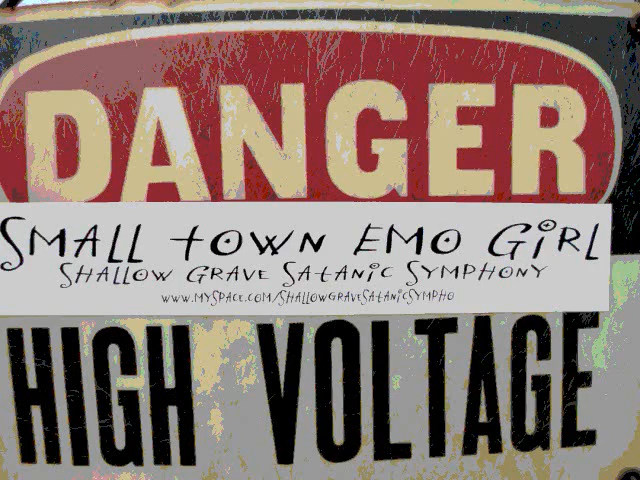 DANGER
SMALL TOWN EMO GiRL
SHALLOW GRAVE SATANiC SYMPHONY
WWW.MYSPACE.COM/SHALLOWGRAVESATANiCSYMPHO
HIGH VOLTAGE